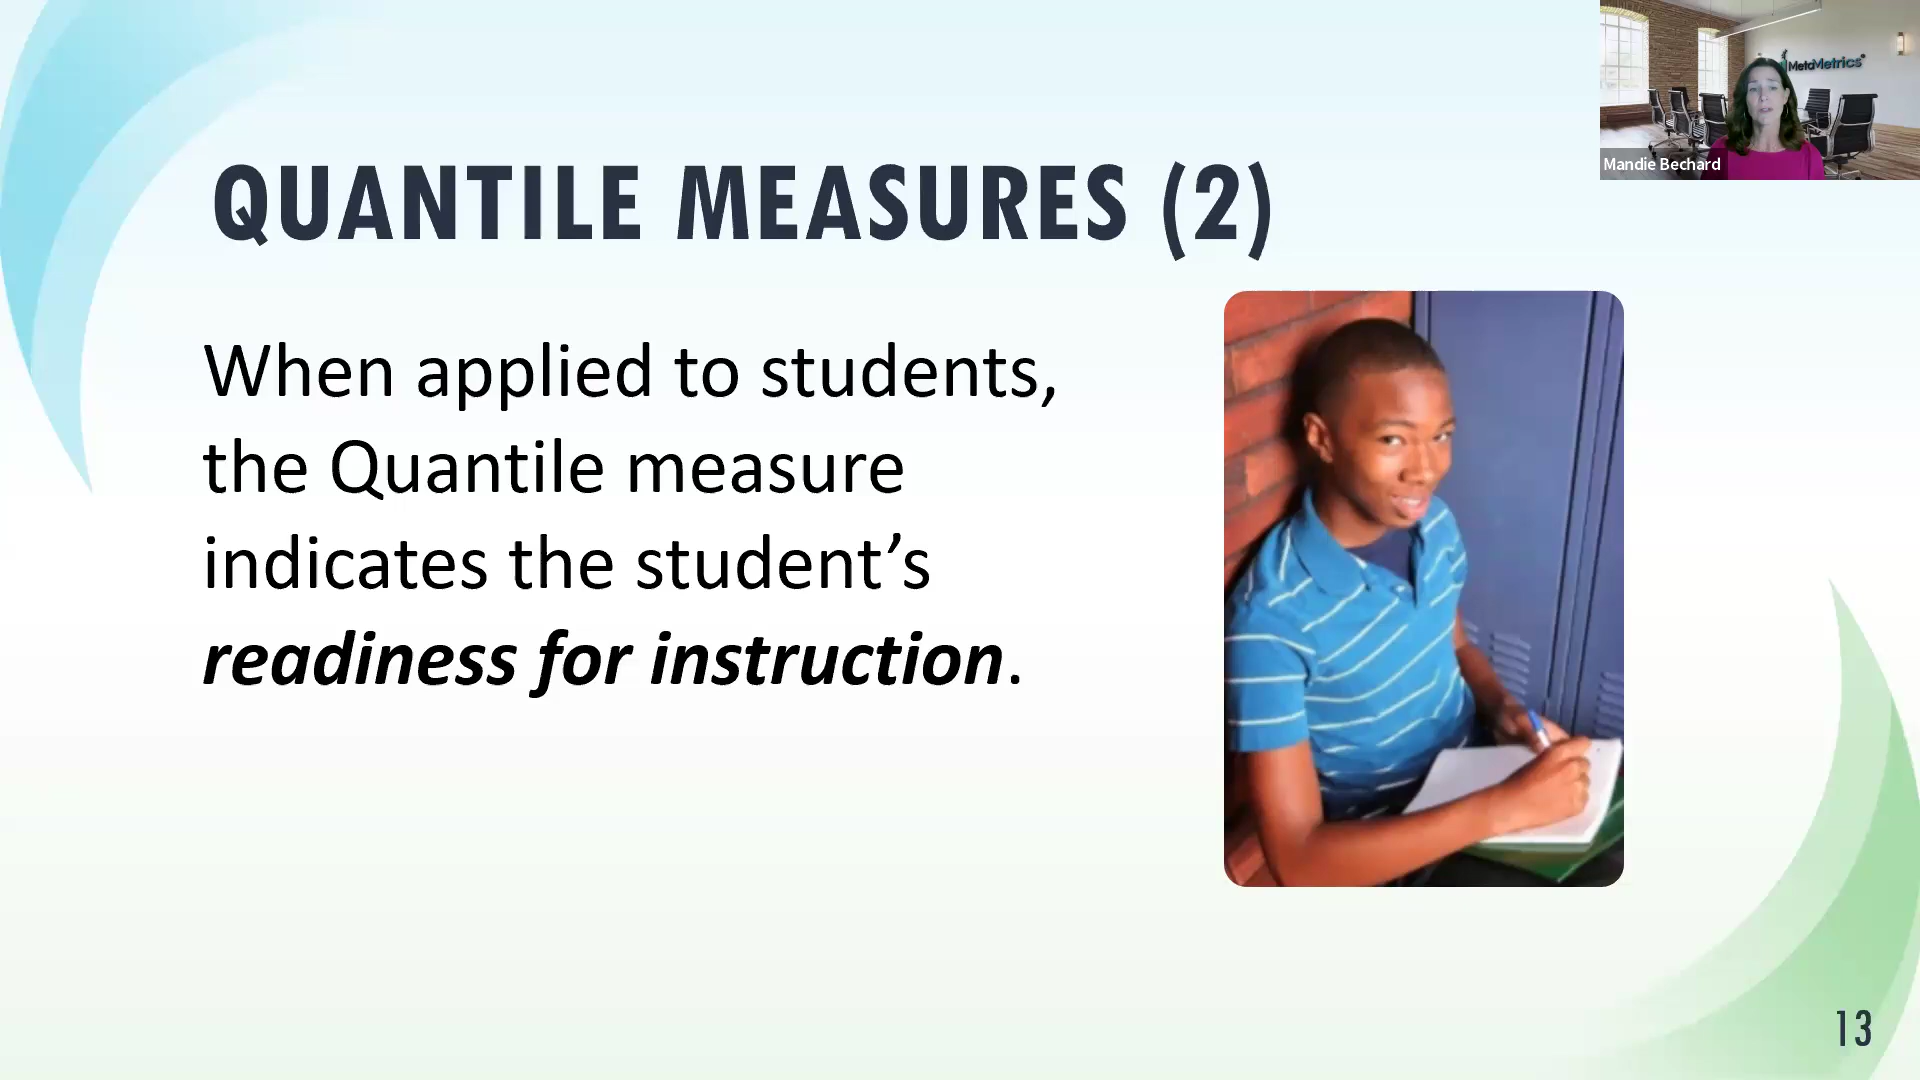 MetaMetrics
Mandie Bechard
QUANTILE MEASURES (2)
When applied to students,
the Quantile measure
indicates the student’s
readiness for instruction.
13